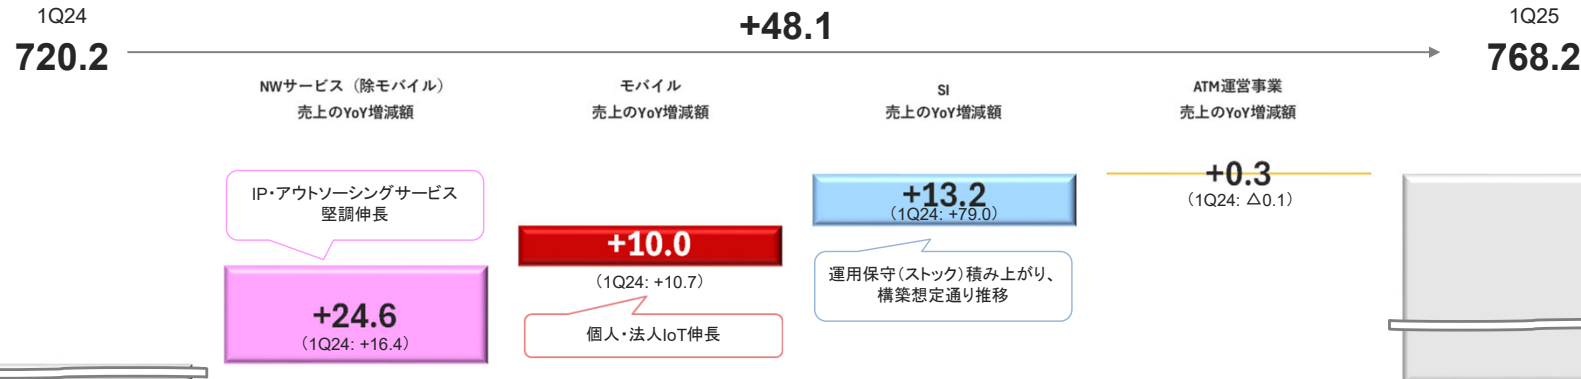 1Q24
720.2
+48.1
1Q25
768.2
NWサービス（除モバイル）
売上のYoY増減額
モバイル
売上のYoY増減額
SI
売上のYoY増減額
ATM運営事業
売上のYoY増減額
IP・アウトソーシングサービス
堅調伸長
+24.6
（1Q24: +16.4）
+10.0
（1Q24: +10.7）
個人・法人IoT伸長
+13.2
（1Q24: +79.0）
運用保守（ストック）積み上がり、
構築想定通り推移
+0.3
（1Q24: △0.1）